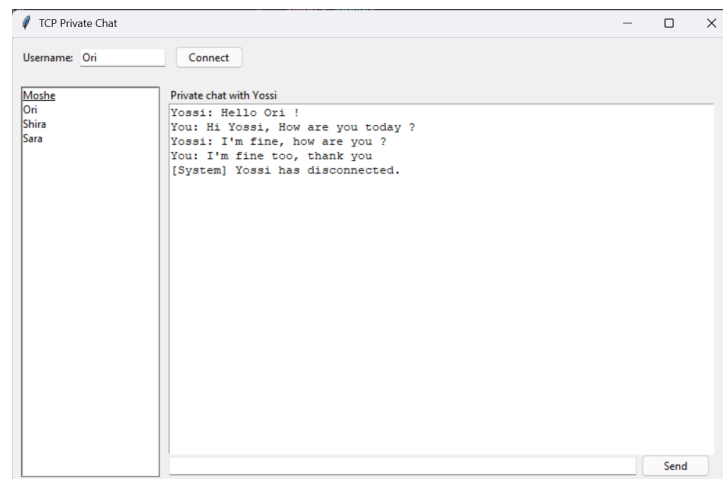 TCP Private Chat
Username: Ori Connect
Moshe
Ori
Shira
Sara
Private chat with Yossi
Yossi: Hello Ori !
You: Hi Yossi, How are you today ?
Yossi: I'm fine, how are you ?
You: I'm fine too, thank you
[System] Yossi has disconnected.
Send